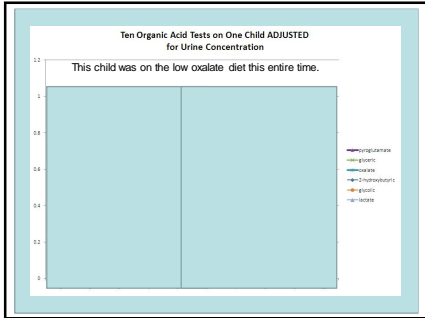 Ten Organic Acid Tests on One Child ADJUSTED
for Urine Concentration
This child was on the low oxalate diet this entire time.
1.2
1
0.8
0.6
0.4
0.2
0
pyroglutamate
glyceric
oxalate
2-hydroxybutyric
glycolic
lactate